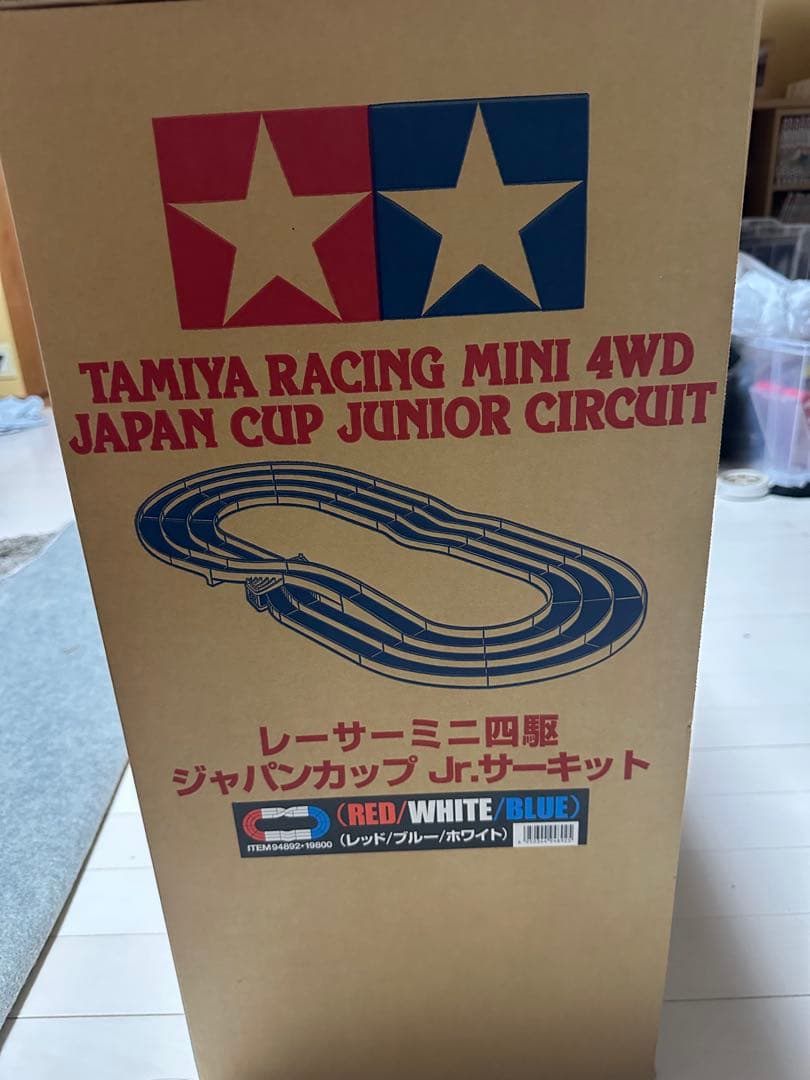 TAMIYA RACING MINI 4WD
JAPAN CUP JUNIOR CIRCUIT
レーサーミニ四駆
ジャパンカップ Jr.サーキット
(RED/WHITE/BLUE)
(レッド/ブルー/ホワイト)
ITEM 94892・19800